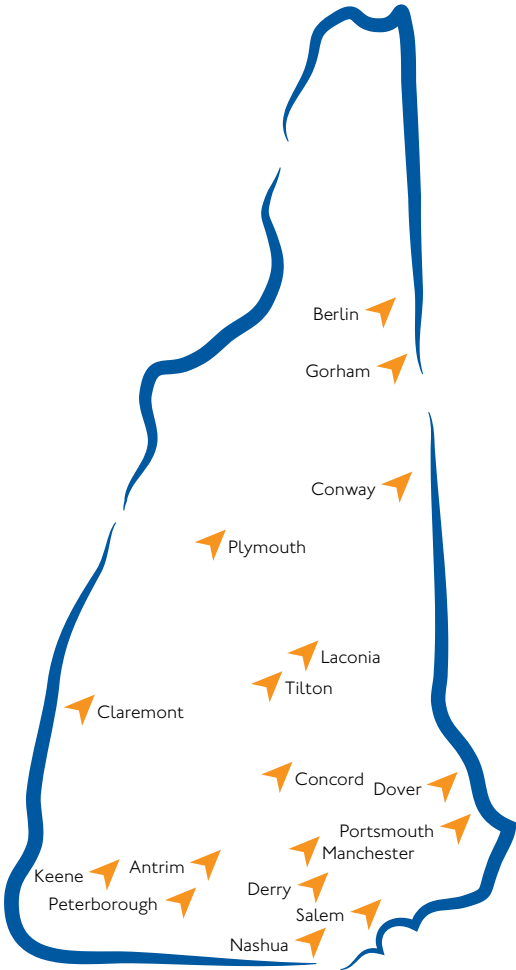 Berlin
Gorham
Conway
Plymouth
Laconia
Tilton
Claremont
Concord
Dover
Portsmouth
Manchester
Antrim
Keene
Derry
Peterborough
Salem
Nashua